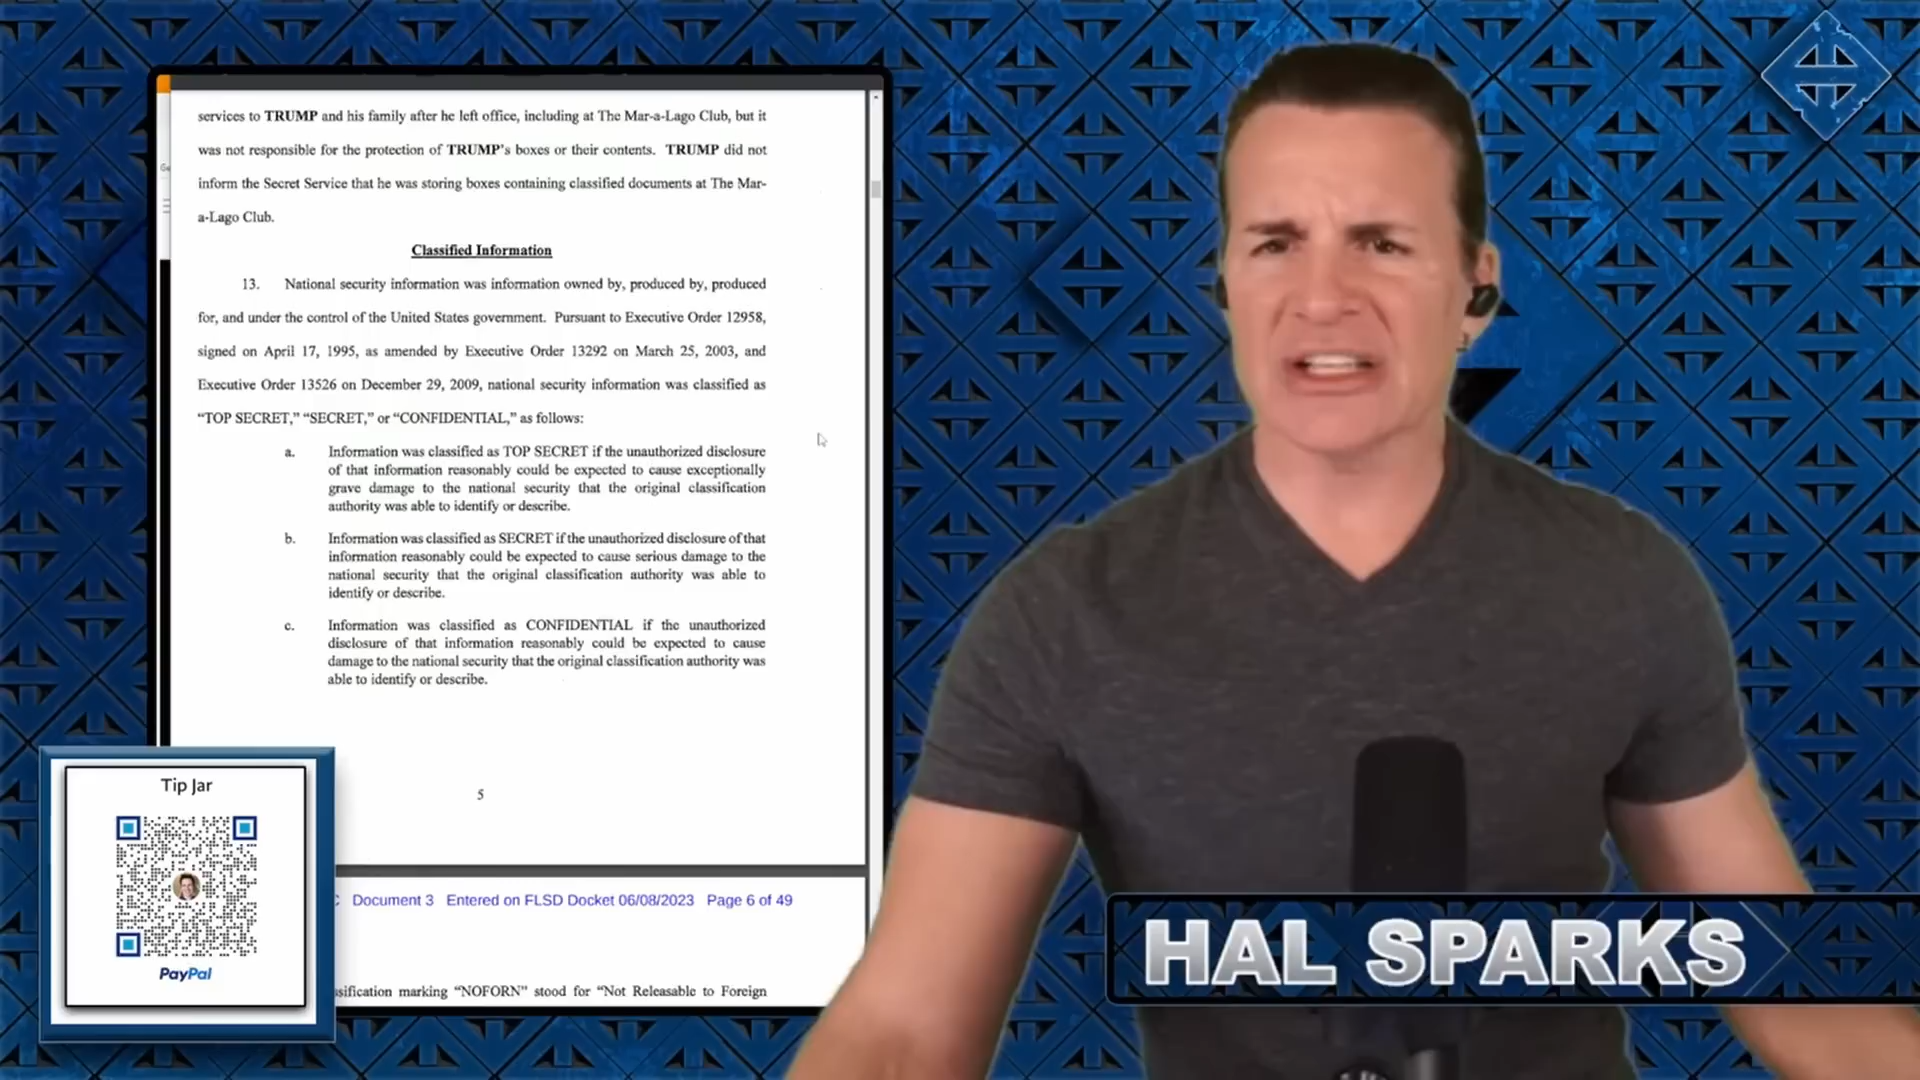 services to TRUMP and his family after he left office, including at The Mar-a-Lago Club, but it
was not responsible for the protection of TRUMP's boxes or their contents. TRUMP did not
inform the Secret Service that he was storing boxes containing classified documents at The Mar-
a-Lago Club.
Classified Information
13. National security information was information owned by, produced by, produced
for, and under the control of the United States government. Pursuant to Executive Order 12958,
signed on April 17, 1995, as amended by Executive Order 13292 on March 25, 2003, and
Executive Order 13526 on December 29, 2009, national security information was classified as
“TOP SECRET,” “SECRET,” or “CONFIDENTIAL,” as follows:
a. Information was classified as TOP SECRET if the unauthorized disclosure
of that information reasonably could be expected to cause exceptionally
grave damage to the national security that the original classification
authority was able to identify or describe.
b. Information was classified as SECRET if the unauthorized disclosure of that
information reasonably could be expected to cause serious damage to the
national security that the original classification authority was able to
identify or describe.
c. Information was classified as CONFIDENTIAL if the unauthorized
disclosure of that information reasonably could be expected to cause
damage to the national security that the original classification authority was
able to identify or describe.
5
Document 3 Entered on FLSD Docket 06/08/2023 Page 6 of 49
marking “NOFORN” stood for “Not Releasable to Foreign
Tip Jar
PayPal
HAL SPARKS